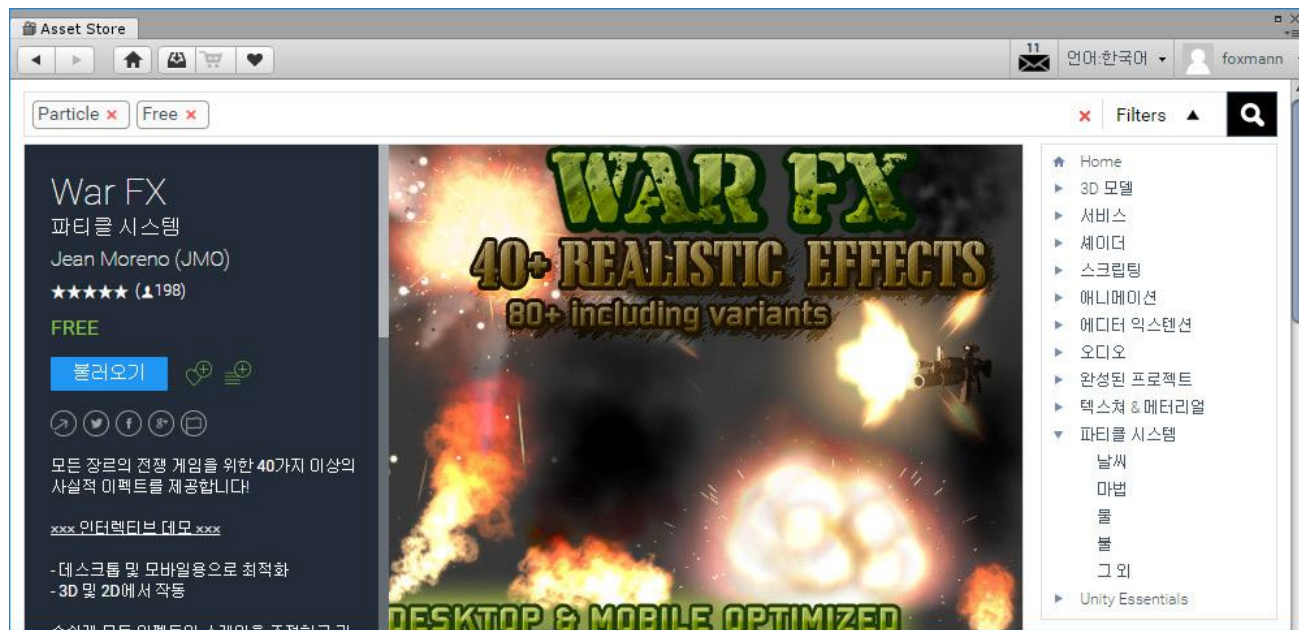 Asset Store
11
언어:한국어
foxmann
Particle × Free ×
× Filters
War FX
파티클 시스템
Jean Moreno (JMO)
★★★★★ (198)
FREE
불러오기
모든 장르의 전쟁 게임을 위한 40가지 이상의
사실적 이펙트를 제공합니다!
xxx 인터렉티브 데모 xxx
- 데스크톱 및 모바일용으로 최적화
- 3D 및 2D에서 작동
WAR FX
40+ REALISTIC EFFECTS
80+ including variants
DESKTOP & MOBILE OPTIMIZED
Home
3D 모델
서비스
셰이더
스크립팅
애니메이션
에디터 익스텐션
오디오
완성된 프로젝트
텍스쳐 & 메터리얼
파티클 시스템
날씨
마법
물
불
그 외
Unity Essentials